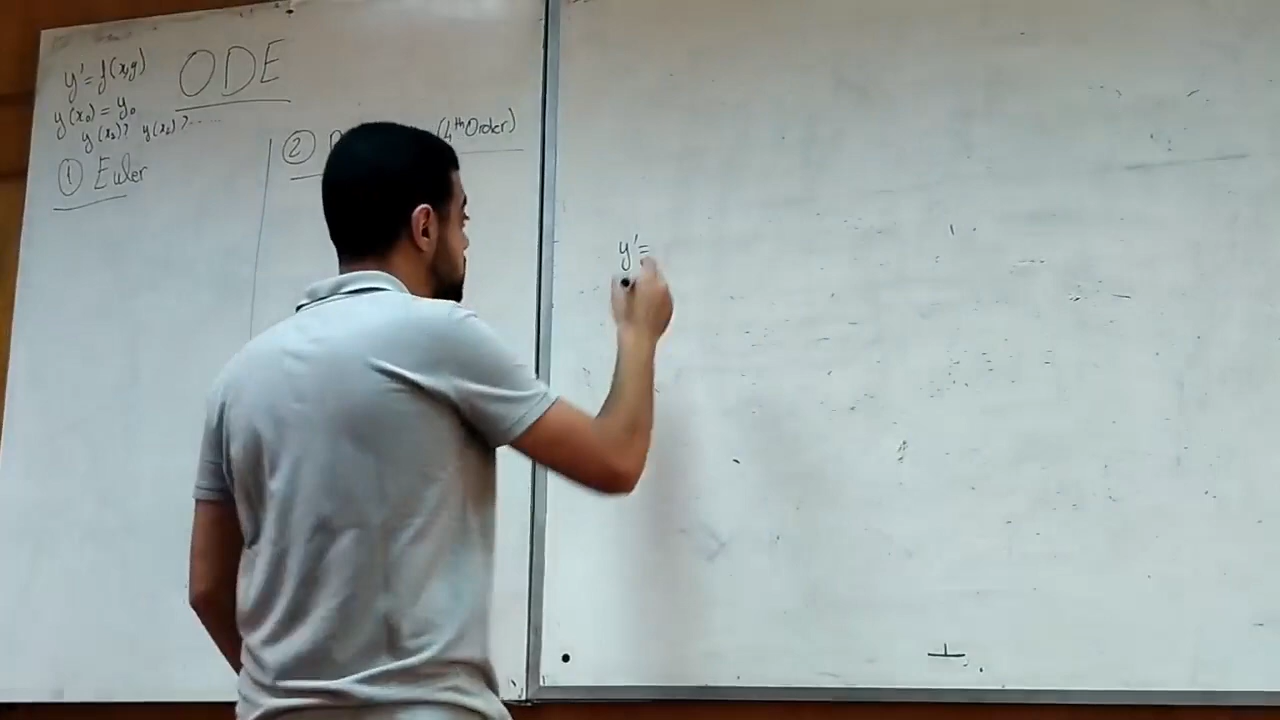 ODE
y' = f(x,y)
y(x₀) = y₀
y(x₁)? y(x₂)? ......
① Euler
② (4th Order)
y' =